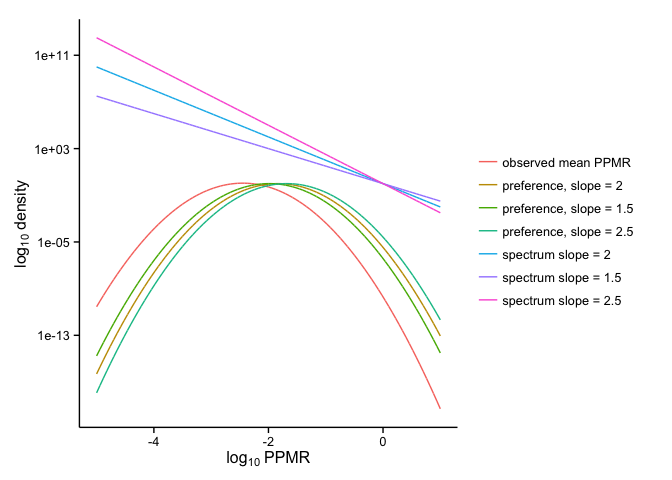 1e+11
1e+03
1e-05
1e-13
log10 density
-4
-2
0
log10 PPMR
observed mean PPMR
preference, slope = 2
preference, slope = 1.5
preference, slope = 2.5
spectrum slope = 2
spectrum slope = 1.5
spectrum slope = 2.5